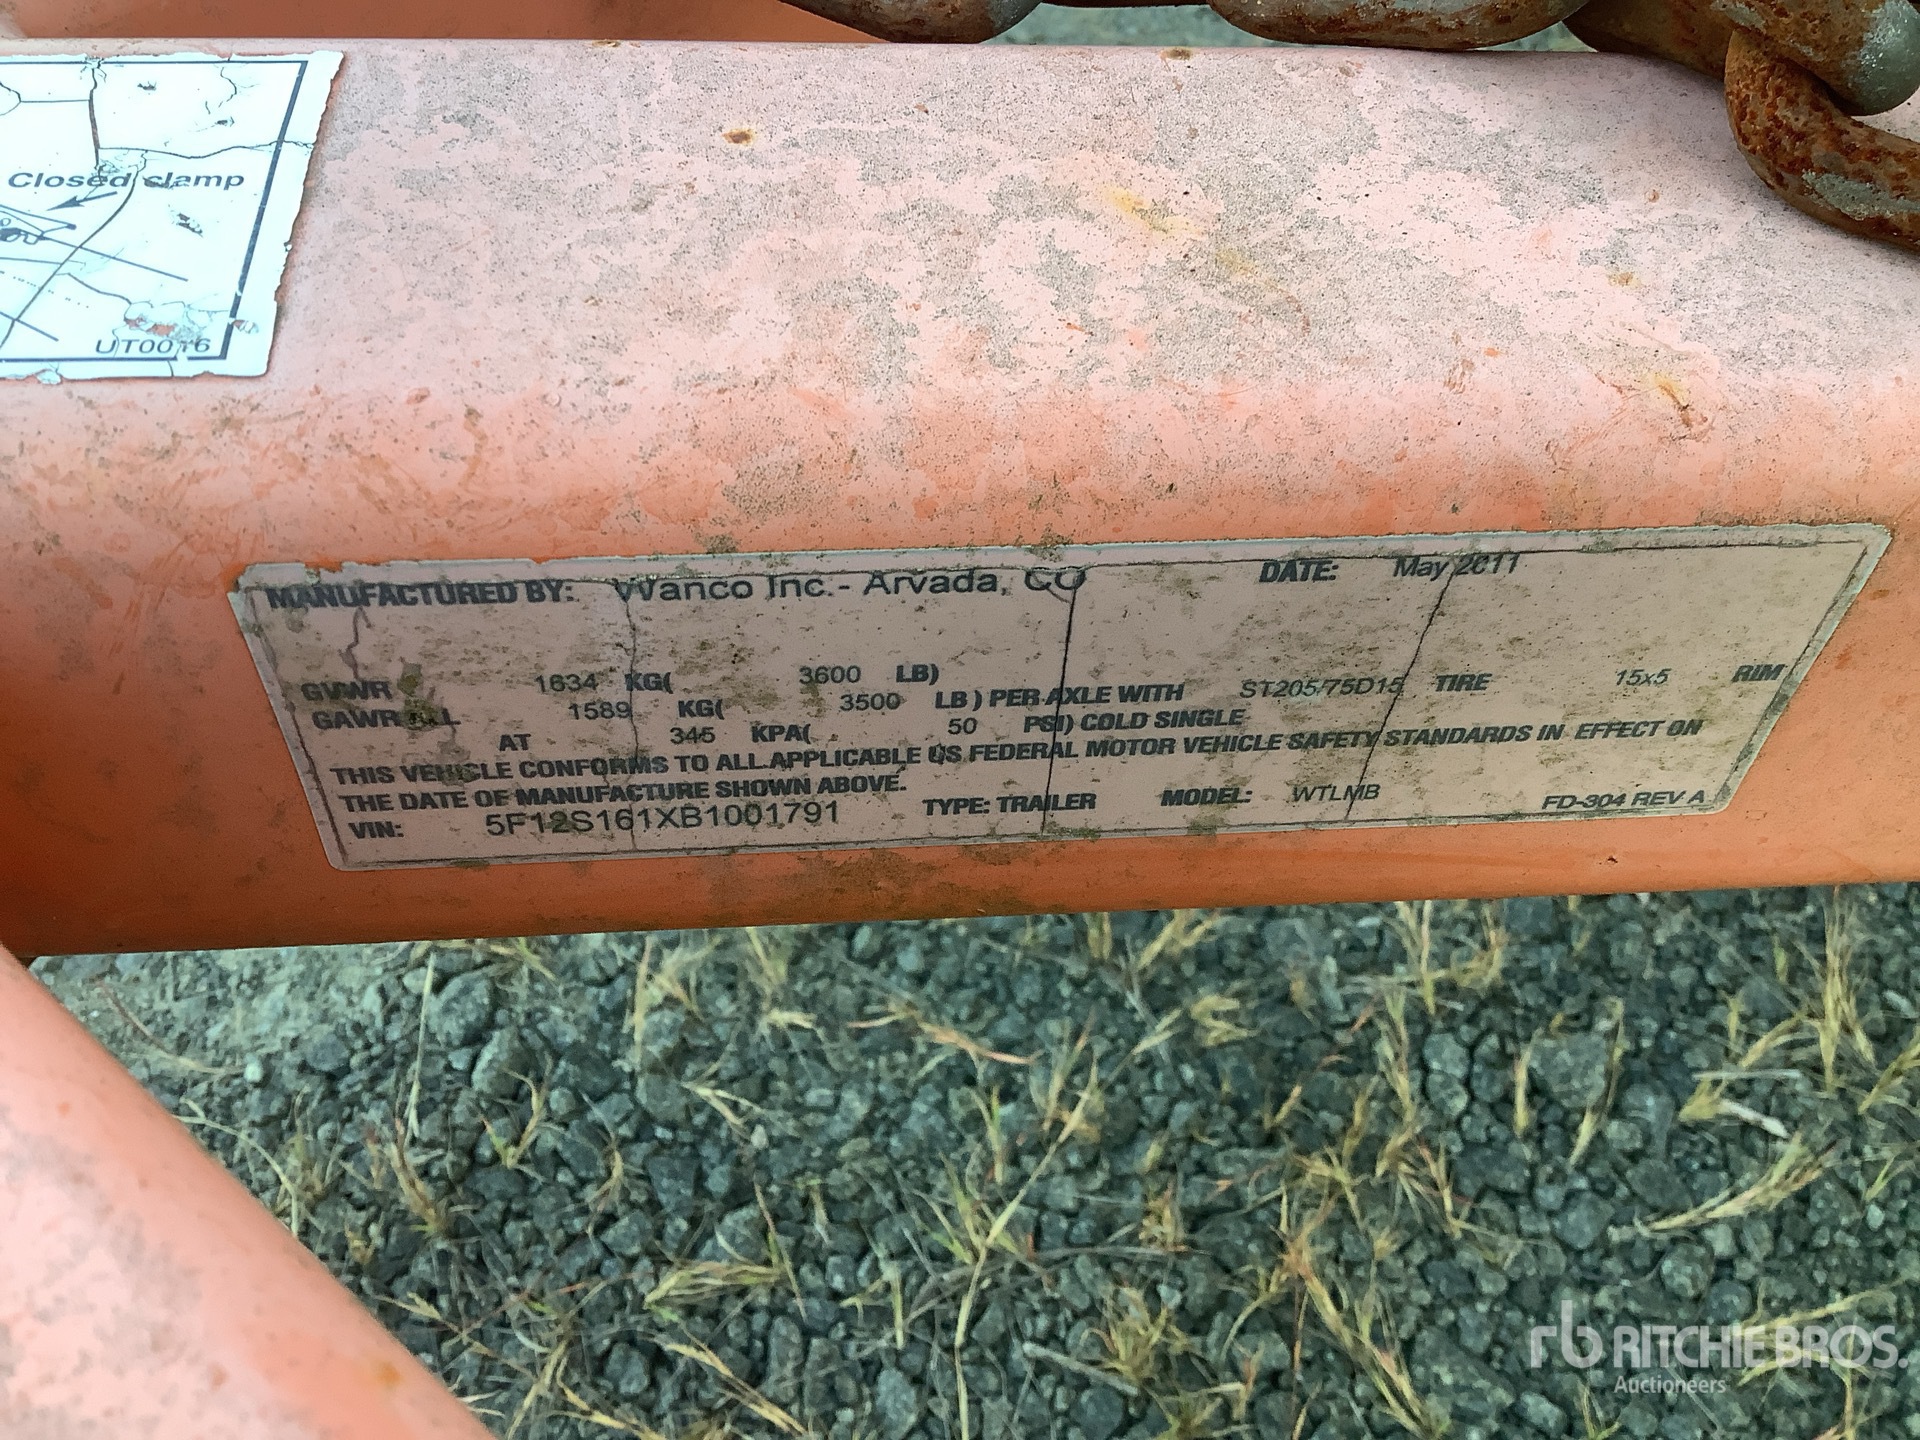 Closed clamp
UT0016
MANUFACTURED BY: Wanco Inc.- Arvada, CO DATE: May 2011
GVWR 1634 KG( 3600 LB)
GAWR ALL 1589 KG( 3500 LB) PER AXLE WITH ST205/75D15 TIRE 15x5 RIM
AT 345 KPA( 50 PSI) COLD SINGLE
THIS VEHICLE CONFORMS TO ALL APPLICABLE US FEDERAL MOTOR VEHICLE SAFETY STANDARDS IN EFFECT ON
THE DATE OF MANUFACTURE SHOWN ABOVE.
VIN: 5F12S161XB1001791 TYPE: TRAILER MODEL: WTLMB FD-304 REV A
rb RITCHIE BROS.
Auctioneers